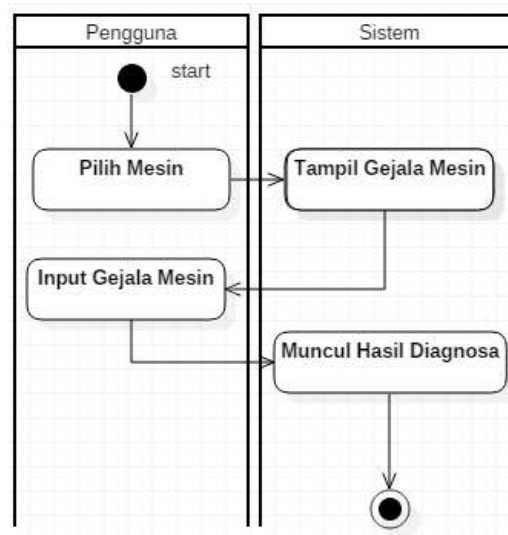 Pengguna
Sistem
start
Pilih Mesin
Tampil Gejala Mesin
Input Gejala Mesin
Muncul Hasil Diagnosa